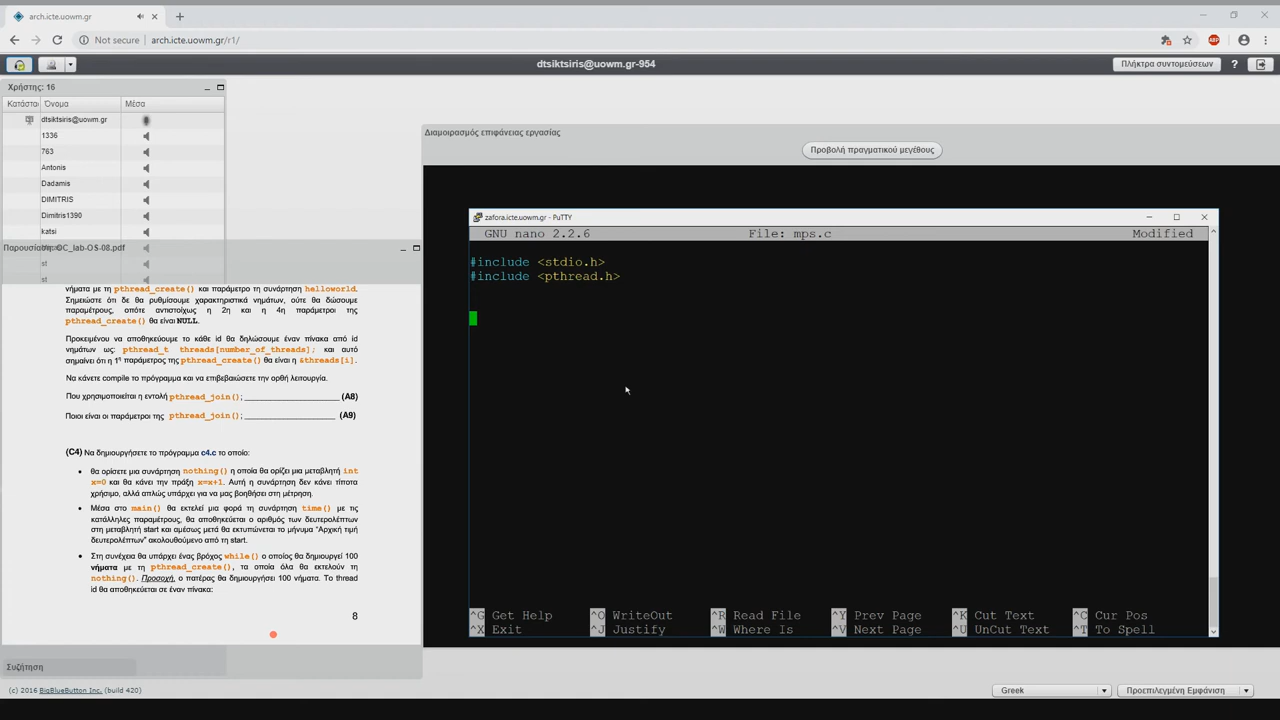 arch.icte.uowm.gr
Not secure
arch.icte.uowm.gr/r1/
ABP
dtsiktsiris@uowm.gr-954
Πλήκτρα συντομεύσεων
?
Χρήστης: 16
Κατάστα
Όνομα
Μέσα
dtsiktsiris@uowm.gr
1336
763
Antonis
Dadamis
DIMITRIS
Dimitris1390
katsi
Παρουσίαση: OC_lab-OS-08.pdf
st
st
νήματα με τη pthread_create() και παράμετρο τη συνάρτηση helloworld.
Σημειώστε ότι δε θα ρυθμίσουμε χαρακτηριστικά νημάτων, ούτε θα δώσουμε
παραμέτρους, οπότε αντιστοίχως η 2η και η 4η παράμετροι της
pthread_create() θα είναι NULL.
Προκειμένου να αποθηκεύουμε το κάθε id θα δηλώσουμε έναν πίνακα από id
νημάτων ως: pthread_t threads[number_of_threads]; και αυτό
σημαίνει ότι η 1η παράμετρος της pthread_create() θα είναι η &threads[i].
Να κάνετε compile το πρόγραμμα και να επιβεβαιώσετε την ορθή λειτουργία.
Που χρησιμοποιείται η εντολή pthread_join(); ____________________ (A8)
Ποιοι είναι οι παράμετροι της pthread_join(); __________________ (A9)
(C4) Να δημιουργήσετε το πρόγραμμα c4.c το οποίο:
• θα ορίσετε μια συνάρτηση nothing() η οποία θα ορίζει μια μεταβλητή int
x=0 και θα κάνει την πράξη x=x+1. Αυτή η συνάρτηση δεν κάνει τίποτα
χρήσιμο, αλλά απλώς υπάρχει για να μας βοηθήσει στη μέτρηση.
• Μέσα στο main() θα εκτελεί μια φορά τη συνάρτηση time() με τις
κατάλληλες παραμέτρους, θα αποθηκεύεται ο αριθμός των δευτερολέπτων
στη μεταβλητή start και αμέσως μετά θα εκτυπώνεται το μήνυμα “Αρχική τιμή
δευτερολέπτων” ακολουθούμενο από τη start.
• Στη συνέχεια θα υπάρχει ένας βρόχος while() ο οποίος θα δημιουργεί 100
νήματα με τη pthread_create(), τα οποία όλα θα εκτελούν τη
nothing(). Προσοχή, ο πατέρας θα δημιουργήσει 100 νήματα. Το thread
id θα αποθηκεύεται σε έναν πίνακα:
8
Συζήτηση
Διαμοιρασμός επιφάνειας εργασίας
Προβολή πραγματικού μεγέθους
zafora.icte.uowm.gr - PuTTY
GNU nano 2.2.6 File: mps.c Modified
#include <stdio.h>
#include <pthread.h>
^G Get Help ^O WriteOut ^R Read File ^Y Prev Page ^K Cut Text ^C Cur Pos
^X Exit ^J Justify ^W Where Is ^V Next Page ^U UnCut Text ^T To Spell
(c) 2016 BigBlueButton Inc. (build 420)
Greek
Προεπιλεγμένη Εμφάνιση